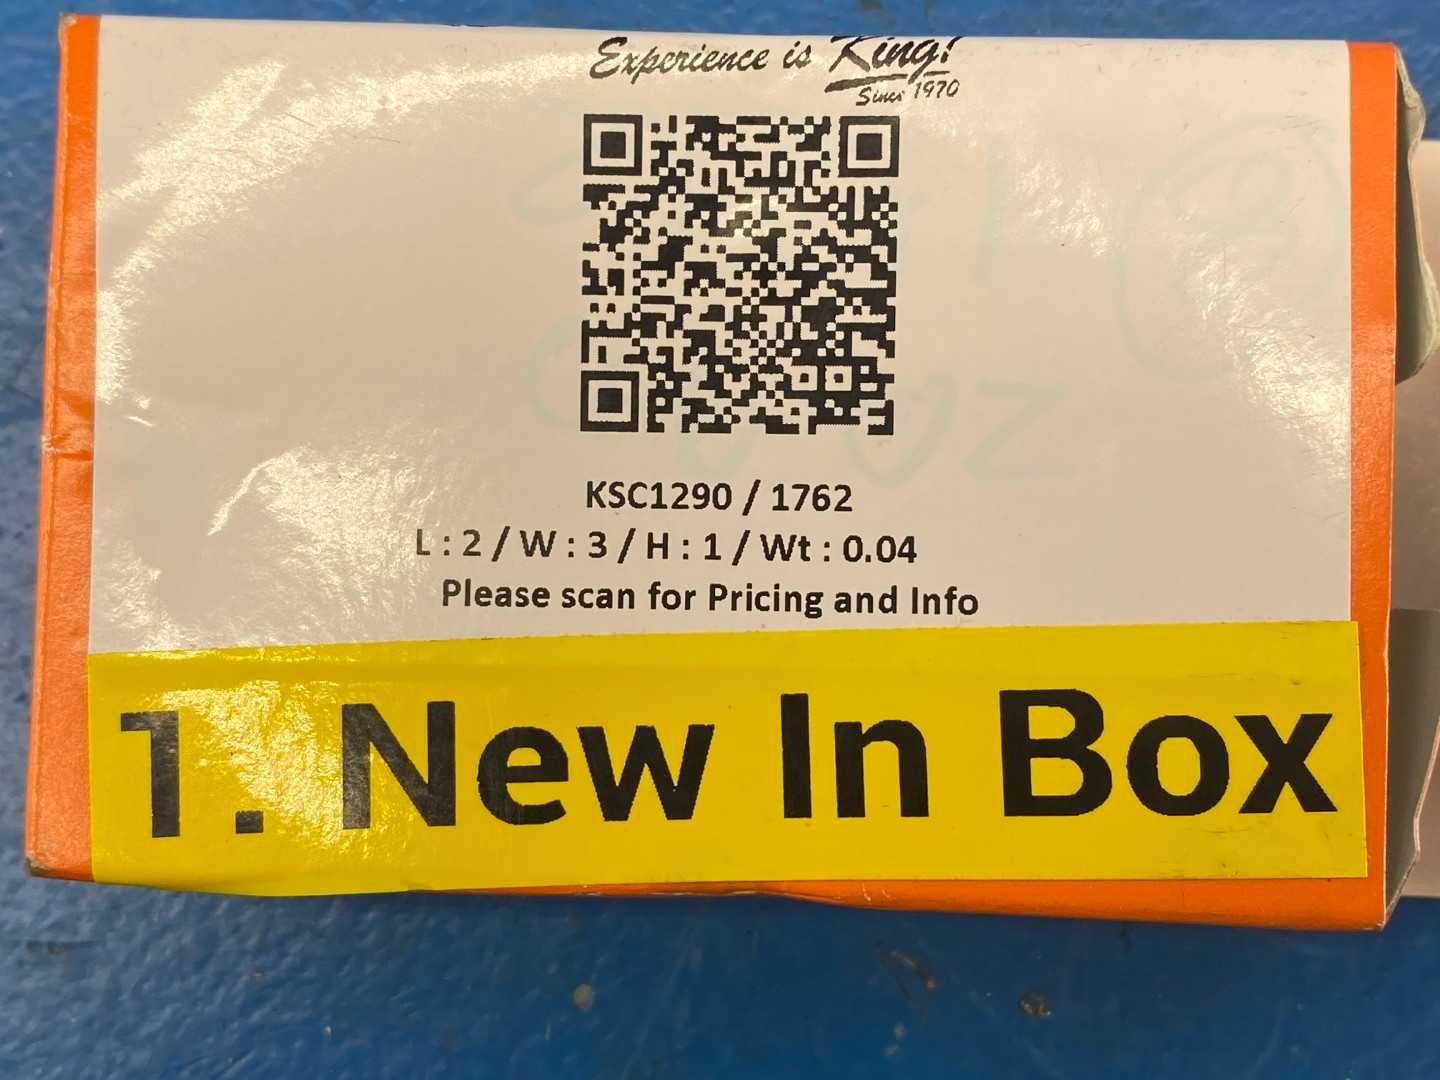 Experience is King!
Since 1970
KSC1290 / 1762
L : 2 / W : 3 / H : 1 / Wt : 0.04
Please scan for Pricing and Info
1. New In Box